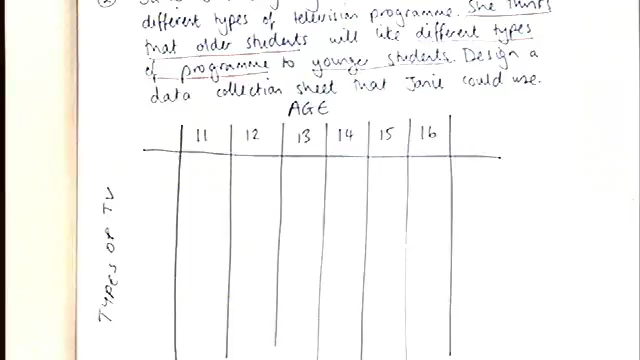 different types of television programme. She thinks
that older students will like different types
of programme to younger students. Design a
data collection sheet that Janie could use.
AGE
11 12 13 14 15 16
TYPES OF TV